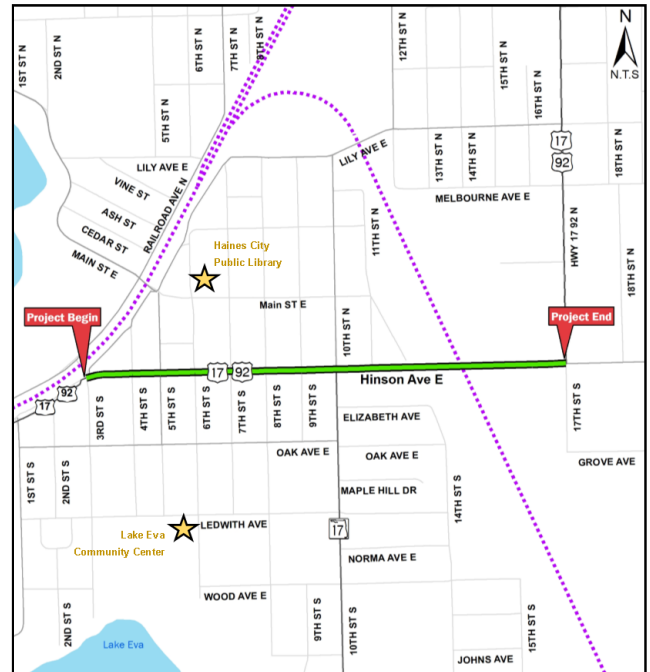 N
N.T.S
1ST ST N
2ND ST N
6TH ST N
7TH ST N
8TH ST N
12TH ST N
15TH ST N
16TH ST N
5TH ST N
17
92
13TH ST N
14TH ST N
18TH ST N
LILY AVE E
LILY AVE E
VINE ST
ASH ST
CEDAR ST
MAIN ST E
RAILROAD AVE N
MELBOURNE AVE E
11TH ST N
HWY 17 92 N
18TH ST N
Haines City
Public Library
Main ST E
10TH ST N
Project Begin
Project End
17
92
Hinson Ave E
92
17
3RD ST S
4TH ST S
5TH ST S
6TH ST S
7TH ST S
8TH ST S
9TH ST S
17TH ST S
ELIZABETH AVE
OAK AVE E
OAK AVE E
GROVE AVE
1ST ST S
2ND ST S
MAPLE HILL DR
14TH ST S
LEDWITH AVE
Lake Eva
Community Center
17
NORMA AVE E
WOOD AVE E
2ND ST S
9TH ST S
10TH ST S
15TH ST S
Lake Eva
JOHNS AVE